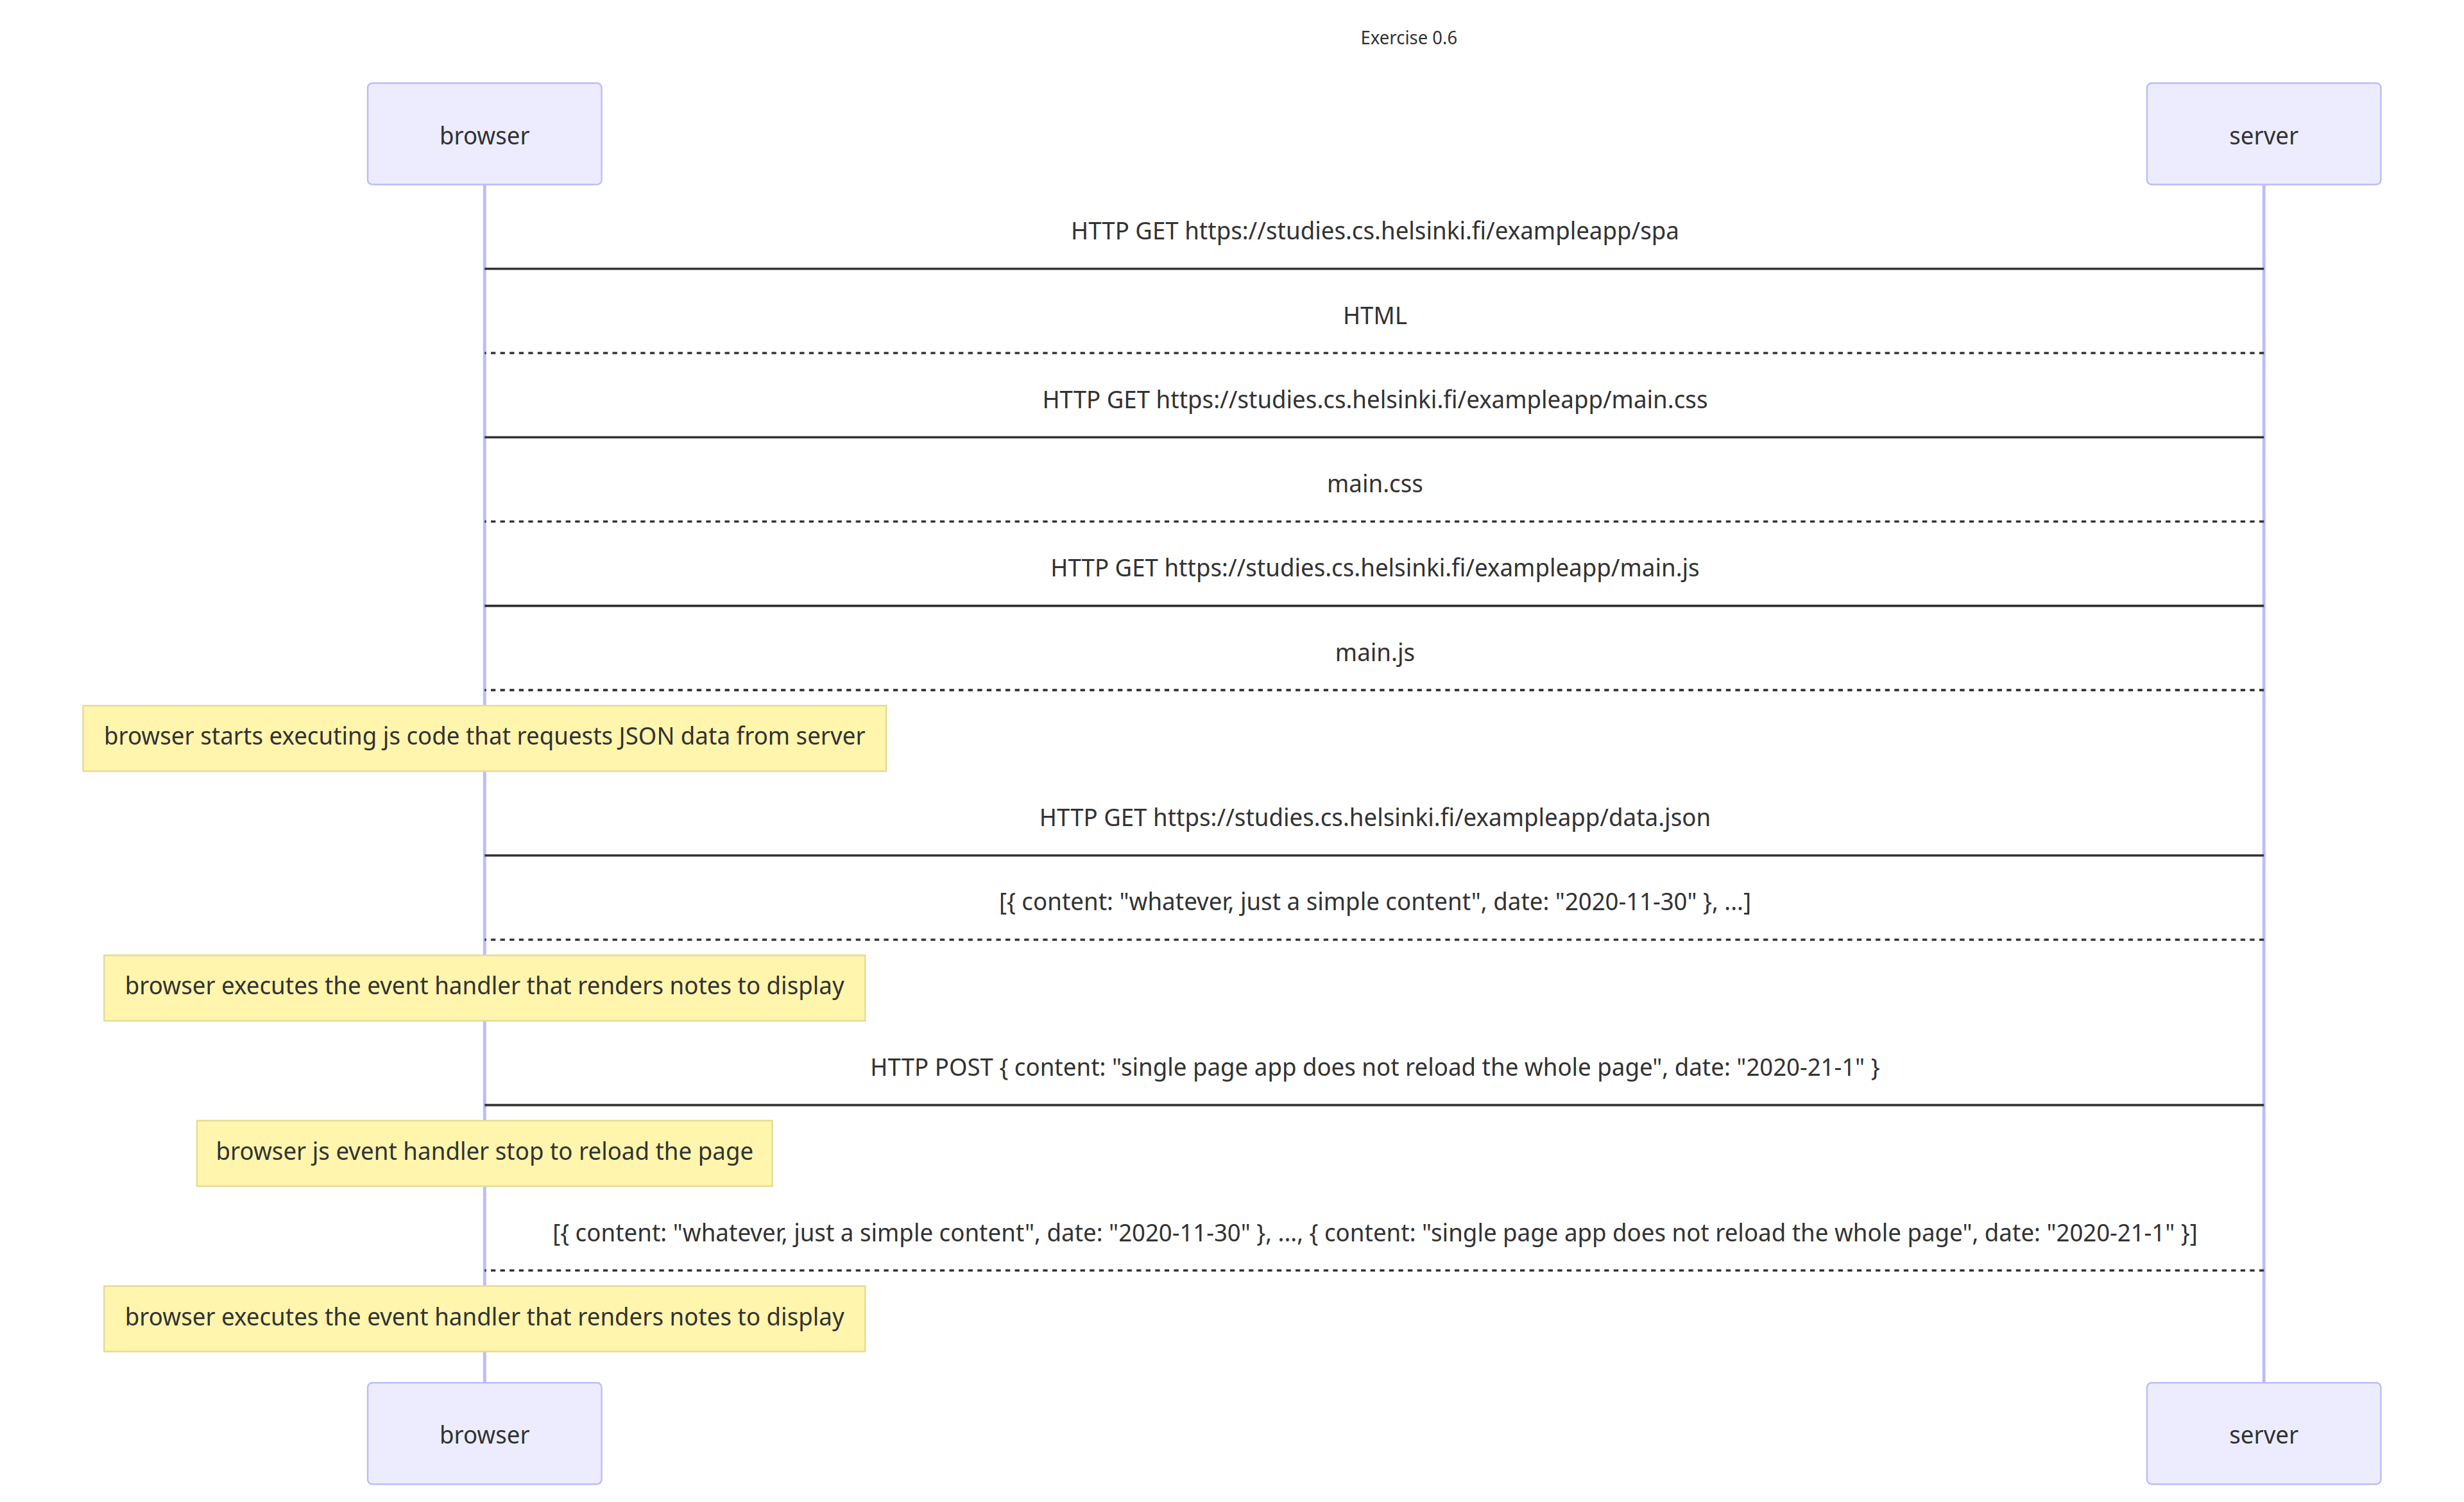 Exercise 0.6
browser
server
HTTP GET https://studies.cs.helsinki.fi/exampleapp/spa
HTML
HTTP GET https://studies.cs.helsinki.fi/exampleapp/main.css
main.css
HTTP GET https://studies.cs.helsinki.fi/exampleapp/main.js
main.js
browser starts executing js code that requests JSON data from server
HTTP GET https://studies.cs.helsinki.fi/exampleapp/data.json
[{ content: "whatever, just a simple content", date: "2020-11-30" }, ...]
browser executes the event handler that renders notes to display
HTTP POST { content: "single page app does not reload the whole page", date: "2020-21-1" }
browser js event handler stop to reload the page
[{ content: "whatever, just a simple content", date: "2020-11-30" }, ..., { content: "single page app does not reload the whole page", date: "2020-21-1" }]
browser executes the event handler that renders notes to display
browser
server